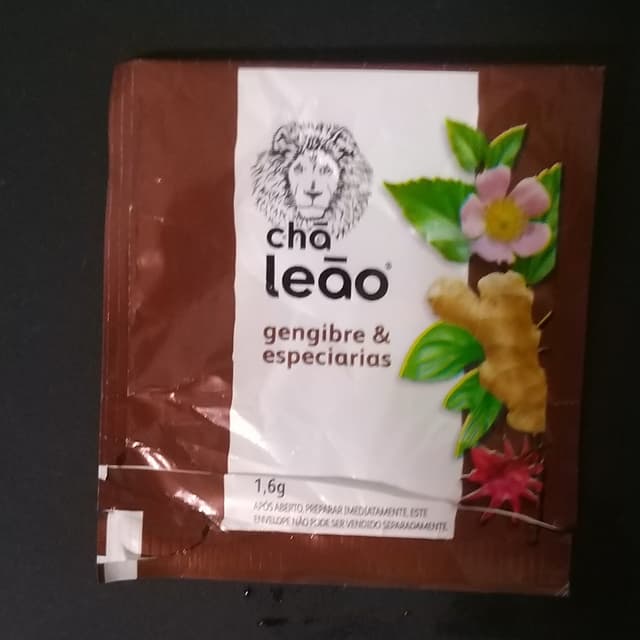 chá
leão®
gengibre &
especiarias
1,6g
APÓS ABERTO, PREPARAR IMEDIATAMENTE. ESTE
ENVELOPE NÃO PODE SER VENDIDO SEPARADAMENTE.